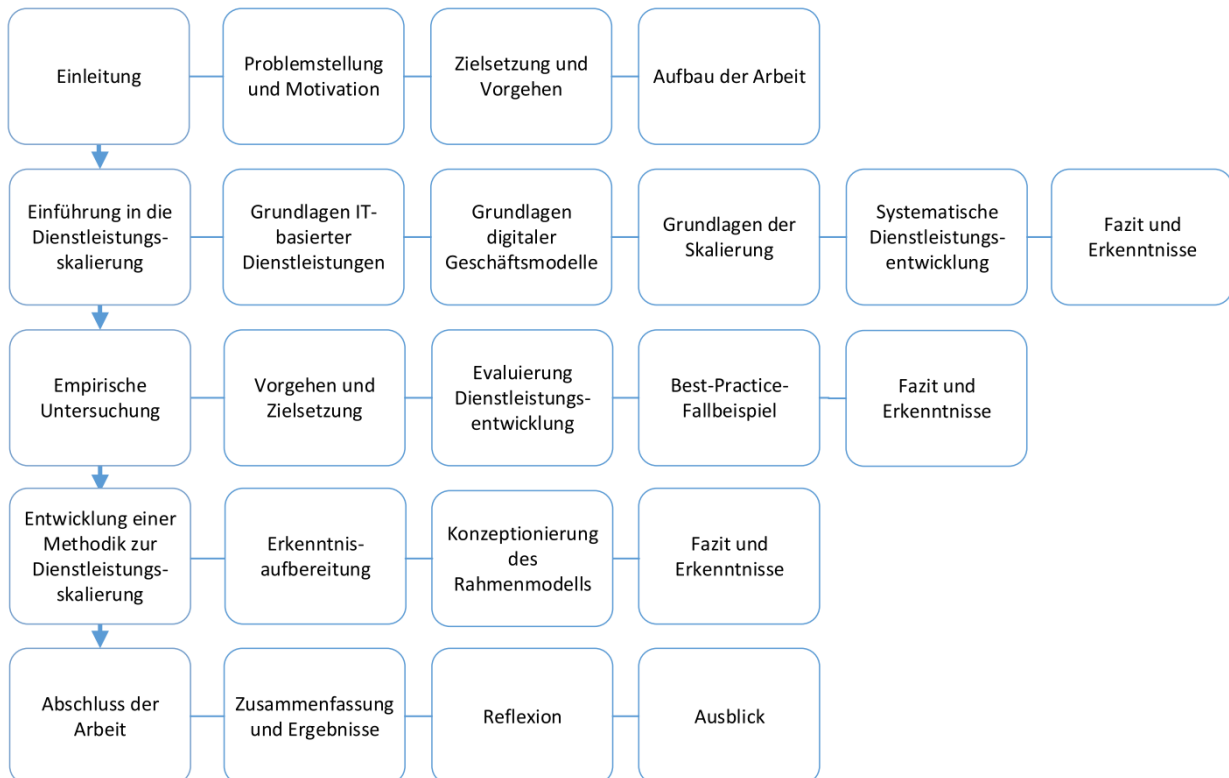 Einleitung
Problemstellung
und Motivation
Zielsetzung und
Vorgehen
Aufbau der Arbeit
Einführung in die
Dienstleistungs-
skalierung
Grundlagen IT-
basierter
Dienstleistungen
Grundlagen
digitaler
Geschäftsmodelle
Grundlagen der
Skalierung
Systematische
Dienstleistungs-
entwicklung
Fazit und
Erkenntnisse
Empirische
Untersuchung
Vorgehen und
Zielsetzung
Evaluierung
Dienstleistungs-
entwicklung
Best-Practice-
Fallbeispiel
Fazit und
Erkenntnisse
Entwicklung einer
Methodik zur
Dienstleistungs-
skalierung
Erkenntnis-
aufbereitung
Konzeptionierung
des
Rahmenmodells
Fazit und
Erkenntnisse
Abschluss der
Arbeit
Zusammenfassung
und Ergebnisse
Reflexion
Ausblick